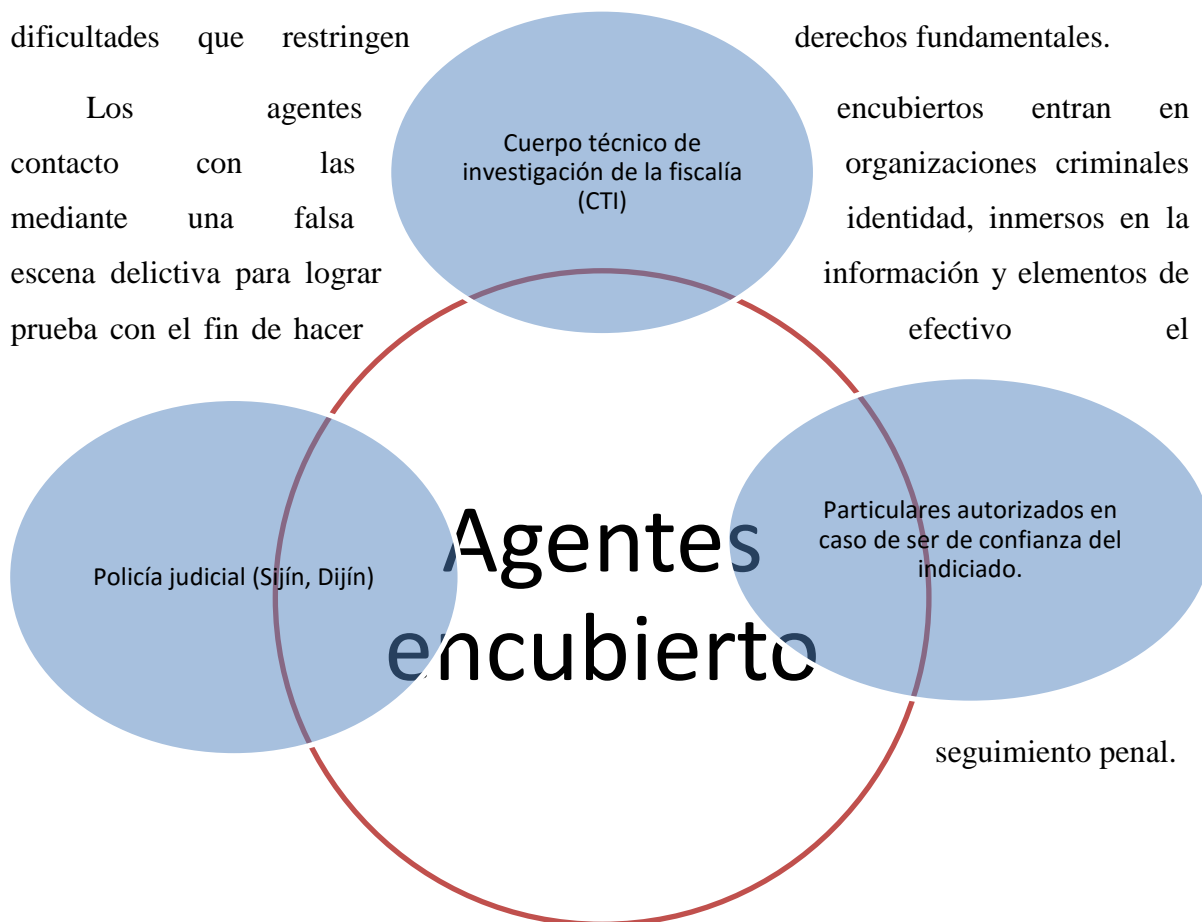 dificultades que restringen derechos fundamentales.
Los agentes encubiertos entran en
contacto con las organizaciones criminales
mediante una falsa identidad, inmersos en la
escena delictiva para lograr información y elementos de
prueba con el fin de hacer efectivo el
seguimiento penal.
Cuerpo técnico de
investigación de la fiscalía
(CTI)
Policía judicial (Sijín, Dijín)
Agentes
encubierto
Particulares autorizados en
caso de ser de confianza del
indiciado.